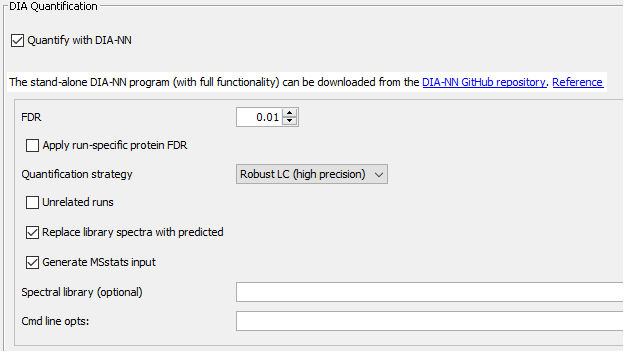 DIA Quantification
Quantify with DIA-NN
The stand-alone DIA-NN program (with full functionality) can be downloaded from the DIA-NN GitHub repository. Reference
FDR 0.01
Apply run-specific protein FDR
Quantification strategy Robust LC (high precision)
Unrelated runs
Replace library spectra with predicted
Generate MSstats input
Spectral library (optional)
Cmd line opts: